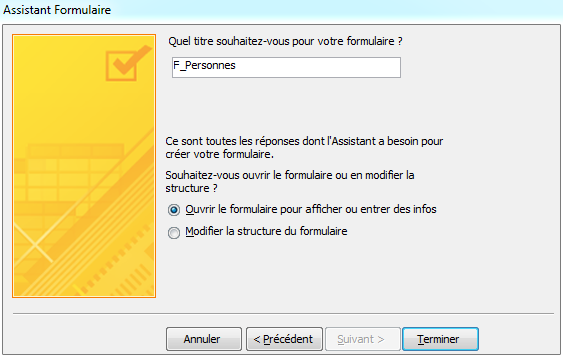 Assistant Formulaire
Quel titre souhaitez-vous pour votre formulaire ?
F_Personnes
Ce sont toutes les réponses dont l'Assistant a besoin pour
créer votre formulaire.
Souhaitez-vous ouvrir le formulaire ou en modifier la
structure ?
Ouvrir le formulaire pour afficher ou entrer des infos
Modifier la structure du formulaire
Annuler
< Précédent
Suivant >
Terminer